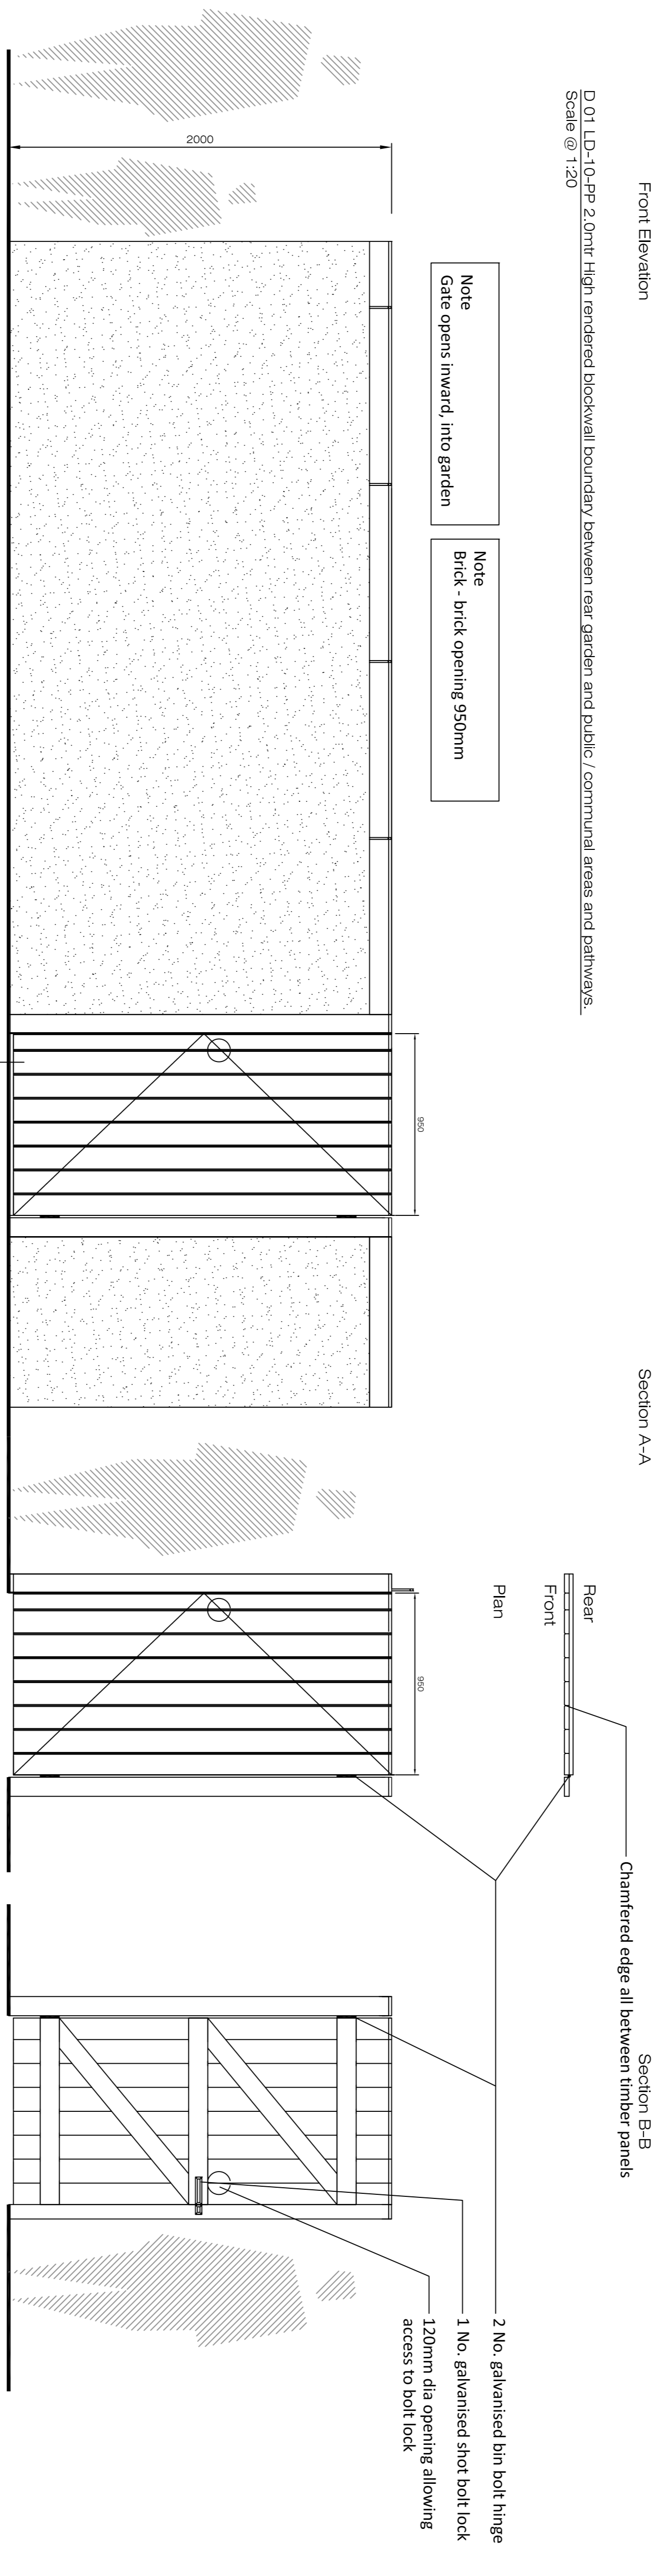 Front Elevation
Section A-A
Section B-B
D 01 LD-10-PP 2.0mtr High rendered blockwall boundary between rear garden and public / communal areas and pathways.
Scale @ 1:20
Note
Gate opens inward, into garden
Note
Brick - brick opening 950mm
2000
950
Rear
Front
Plan
950
Chamfered edge all between timber panels
2 No. galvanised bin bolt hinge
1 No. galvanised shot bolt lock
120mm dia opening allowing
access to bolt lock